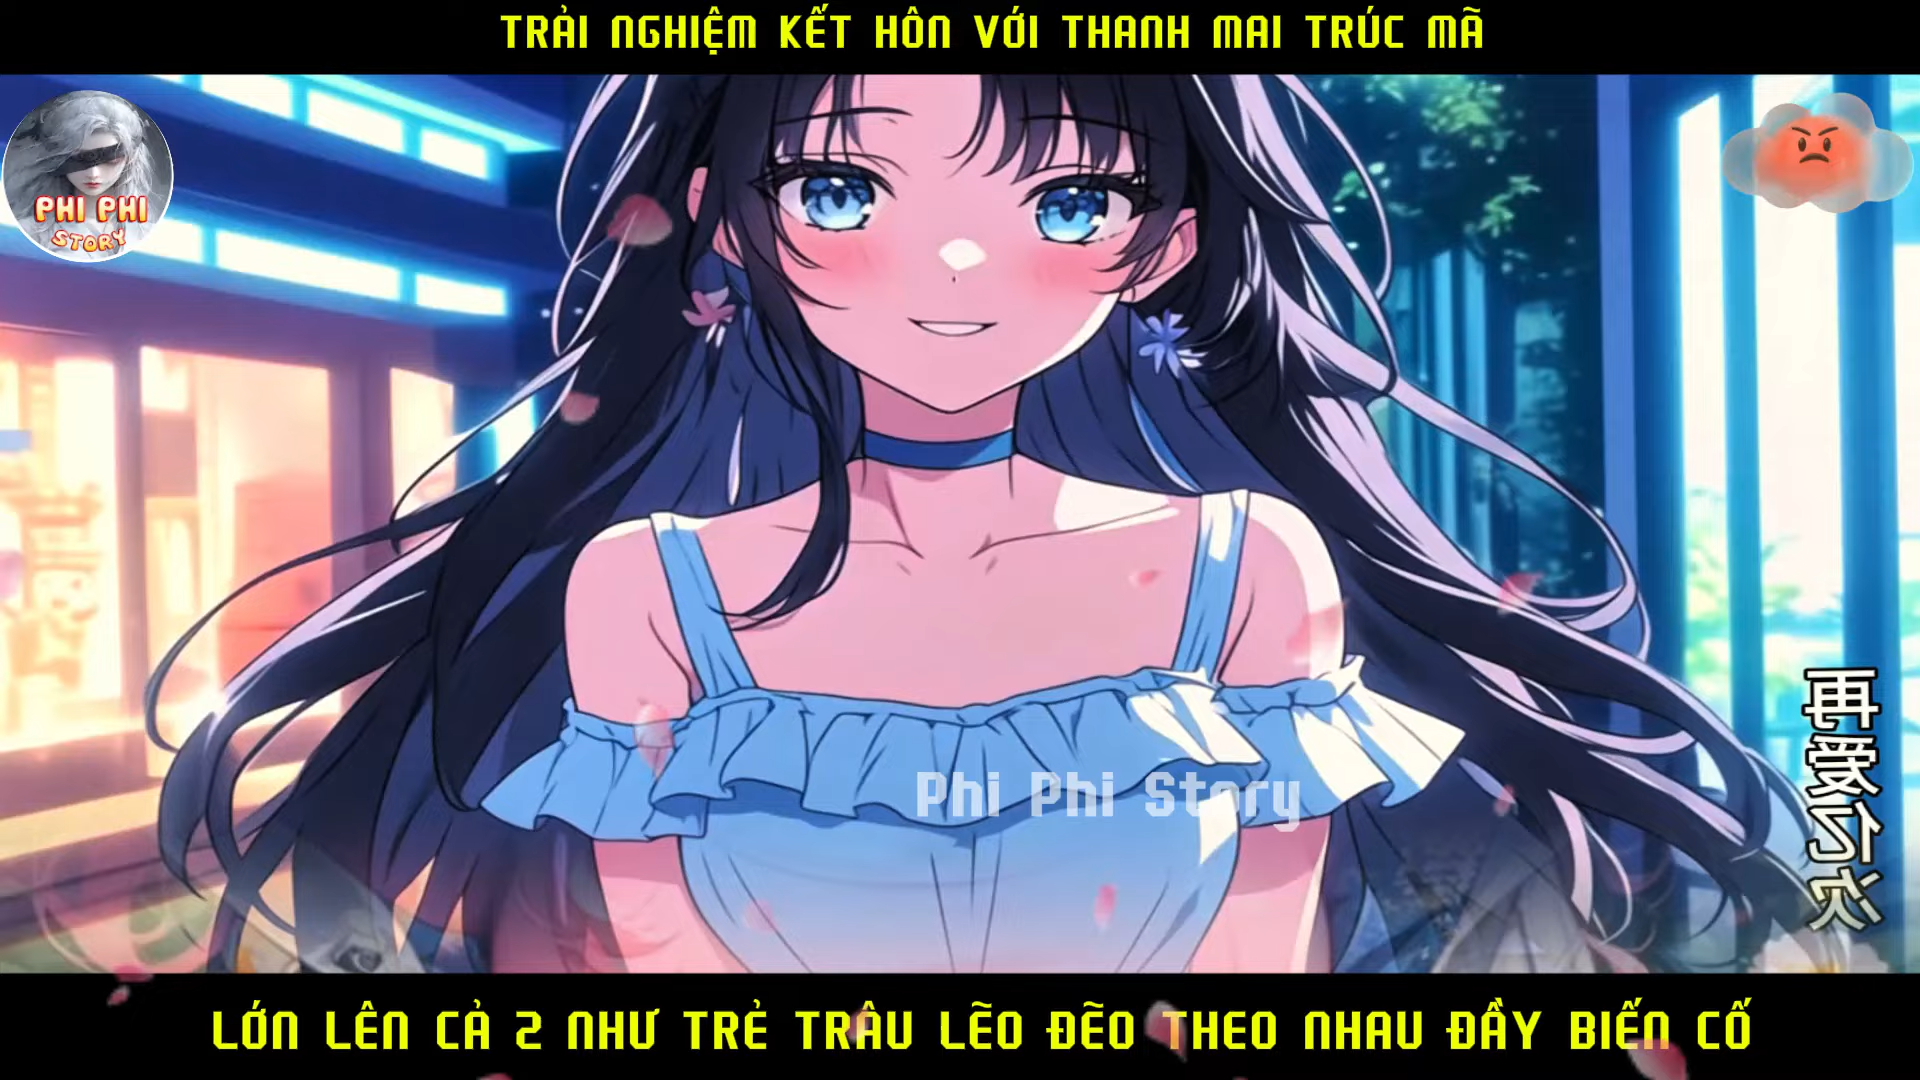 TRẢI NGHIỆM KẾT HÔN VỚI THANH MAI TRÚC MÃ
PHI PHI
STORY
再爱亿次
Phi Phi Story
LỚN LÊN CẢ 2 NHƯ TRẺ TRÂU LẼO ĐẼO THEO NHAU ĐẦY BIẾN CỐ